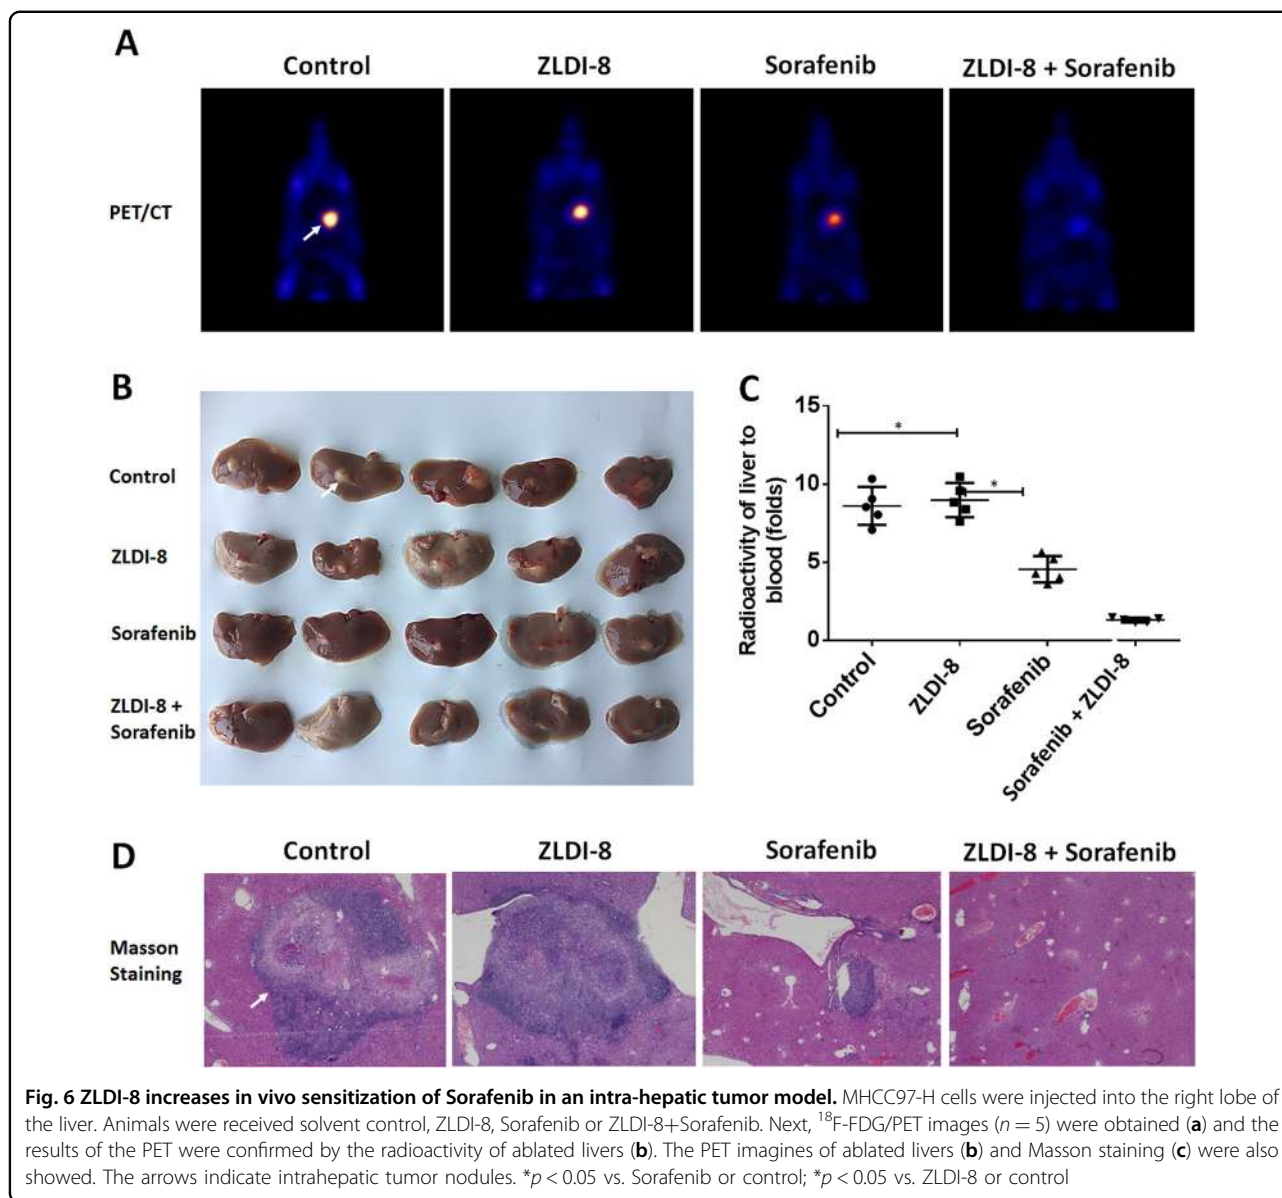 A
Control
ZLDI-8
Sorafenib
ZLDI-8 + Sorafenib
PET/CT
B
Control
ZLDI-8
Sorafenib
ZLDI-8 +
Sorafenib
C
Radioactivity of liver to
blood (folds)
15
10
5
0
*
*
Control
ZLDI-8
Sorafenib
Sorafenib + ZLDI-8
D
Control
ZLDI-8
Sorafenib
ZLDI-8 + Sorafenib
Masson
Staining
Fig. 6 ZLDI-8 increases in vivo sensitization of Sorafenib in an intra-hepatic tumor model. MHCC97-H cells were injected into the right lobe of
the liver. Animals were received solvent control, ZLDI-8, Sorafenib or ZLDI-8+Sorafenib. Next, ¹⁸F-FDG/PET images (n = 5) were obtained (a) and the
results of the PET were confirmed by the radioactivity of ablated livers (b). The PET imagines of ablated livers (b) and Masson staining (c) were also
showed. The arrows indicate intrahepatic tumor nodules. *p < 0.05 vs. Sorafenib or control; *p < 0.05 vs. ZLDI-8 or control